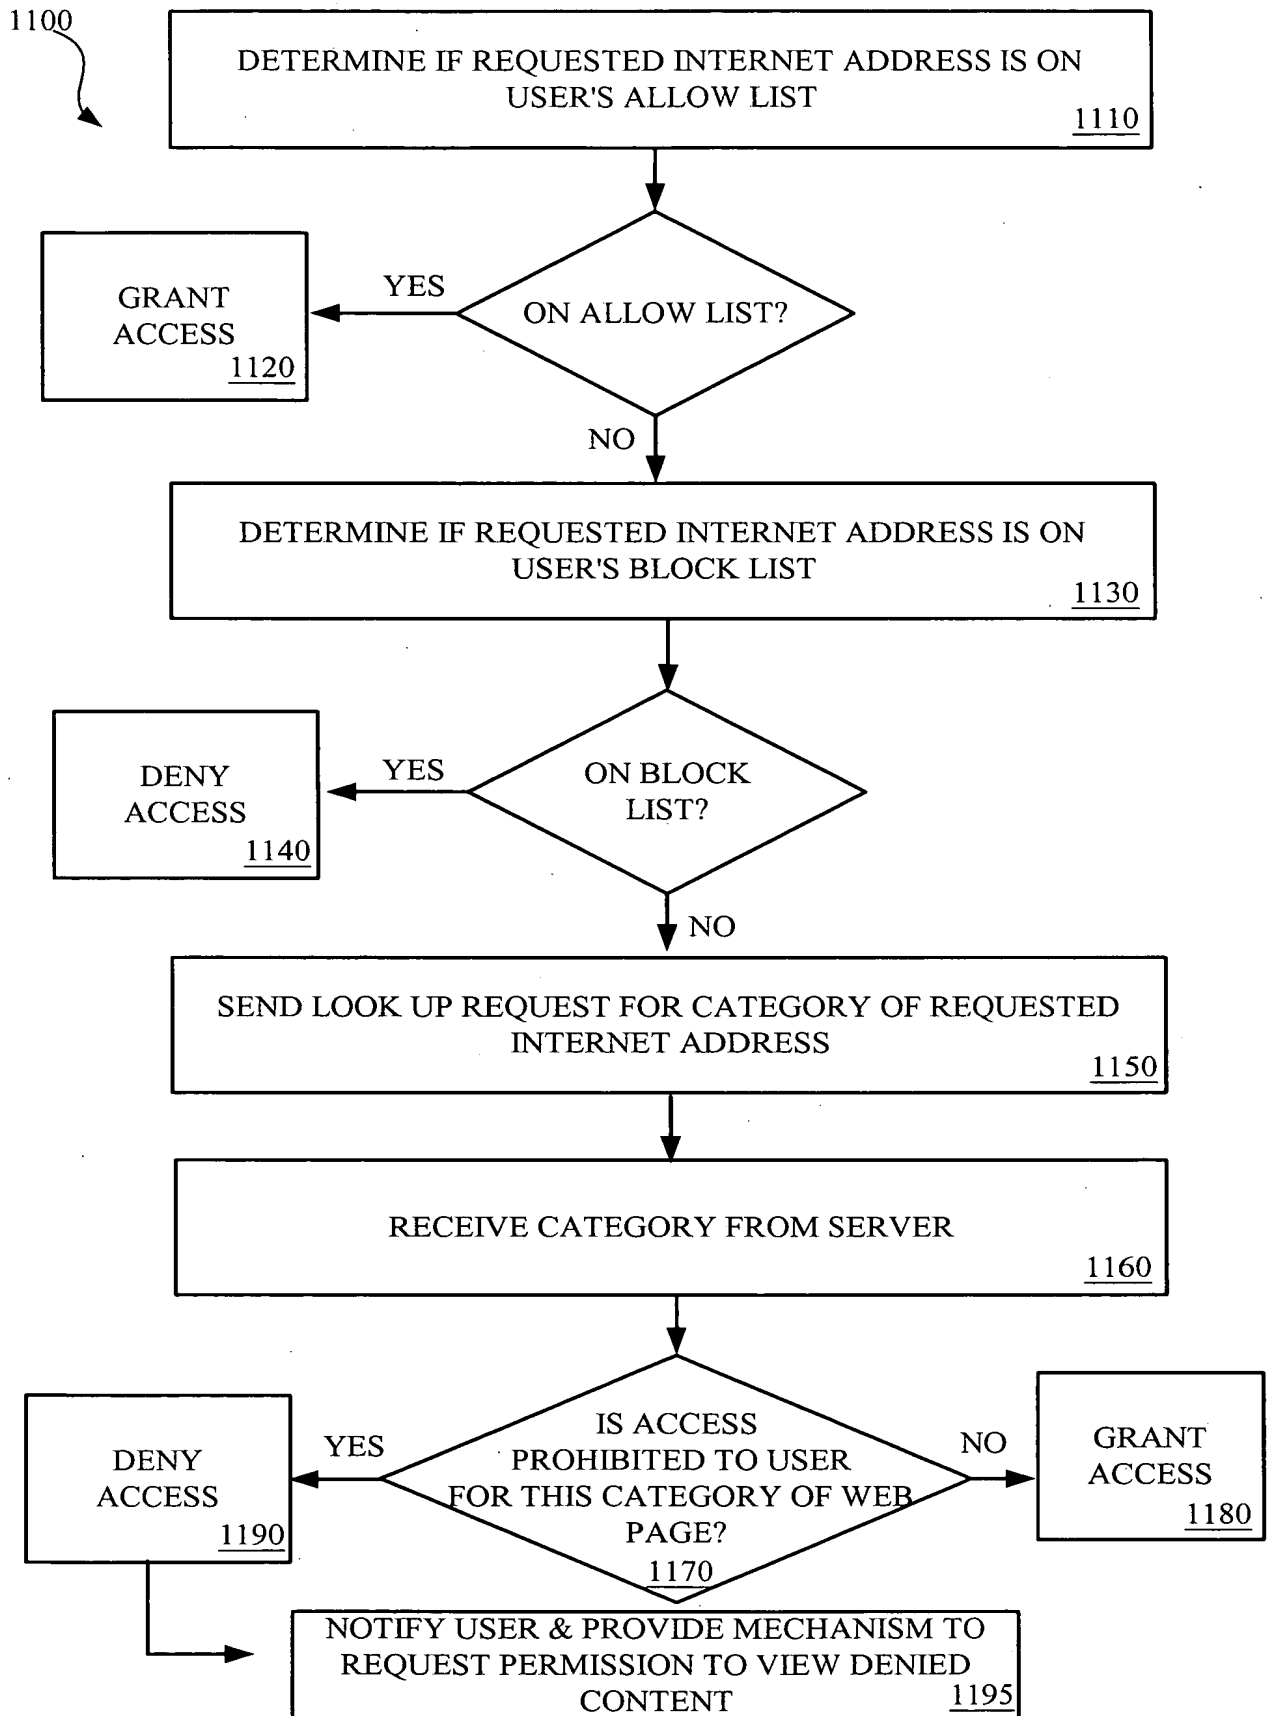 1100
DETERMINE IF REQUESTED INTERNET ADDRESS IS ON
USER'S ALLOW LIST
1110
GRANT
ACCESS
1120
YES
ON ALLOW LIST?
NO
DETERMINE IF REQUESTED INTERNET ADDRESS IS ON
USER'S BLOCK LIST
1130
DENY
ACCESS
1140
YES
ON BLOCK
LIST?
NO
SEND LOOK UP REQUEST FOR CATEGORY OF REQUESTED
INTERNET ADDRESS
1150
RECEIVE CATEGORY FROM SERVER
1160
DENY
ACCESS
1190
YES
IS ACCESS
PROHIBITED TO USER
FOR THIS CATEGORY OF WEB
PAGE?
1170
NO
GRANT
ACCESS
1180
NOTIFY USER & PROVIDE MECHANISM TO
REQUEST PERMISSION TO VIEW DENIED
CONTENT
1195